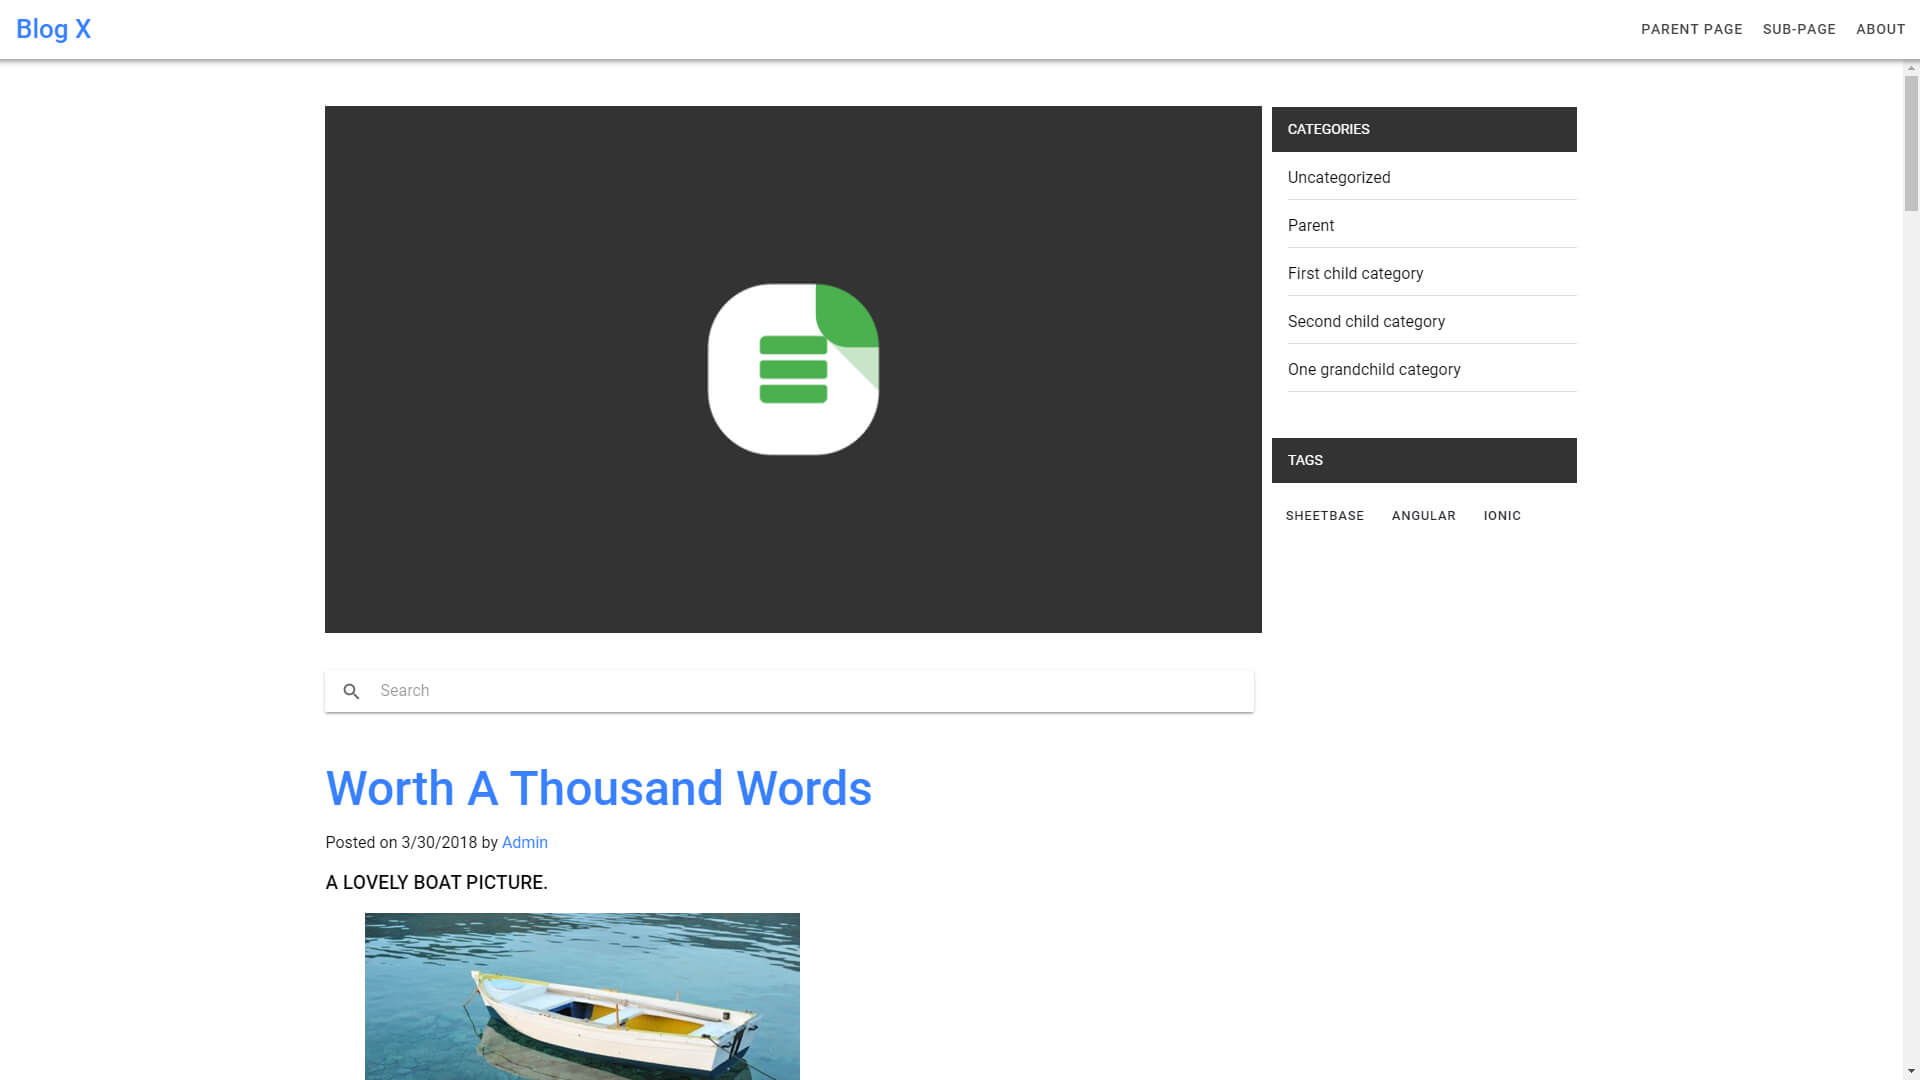 Blog X
PARENT PAGE SUB-PAGE ABOUT
CATEGORIES
Uncategorized
Parent
First child category
Second child category
One grandchild category
TAGS
SHEETBASE ANGULAR IONIC
Search
Worth A Thousand Words
Posted on 3/30/2018 by Admin
A LOVELY BOAT PICTURE.